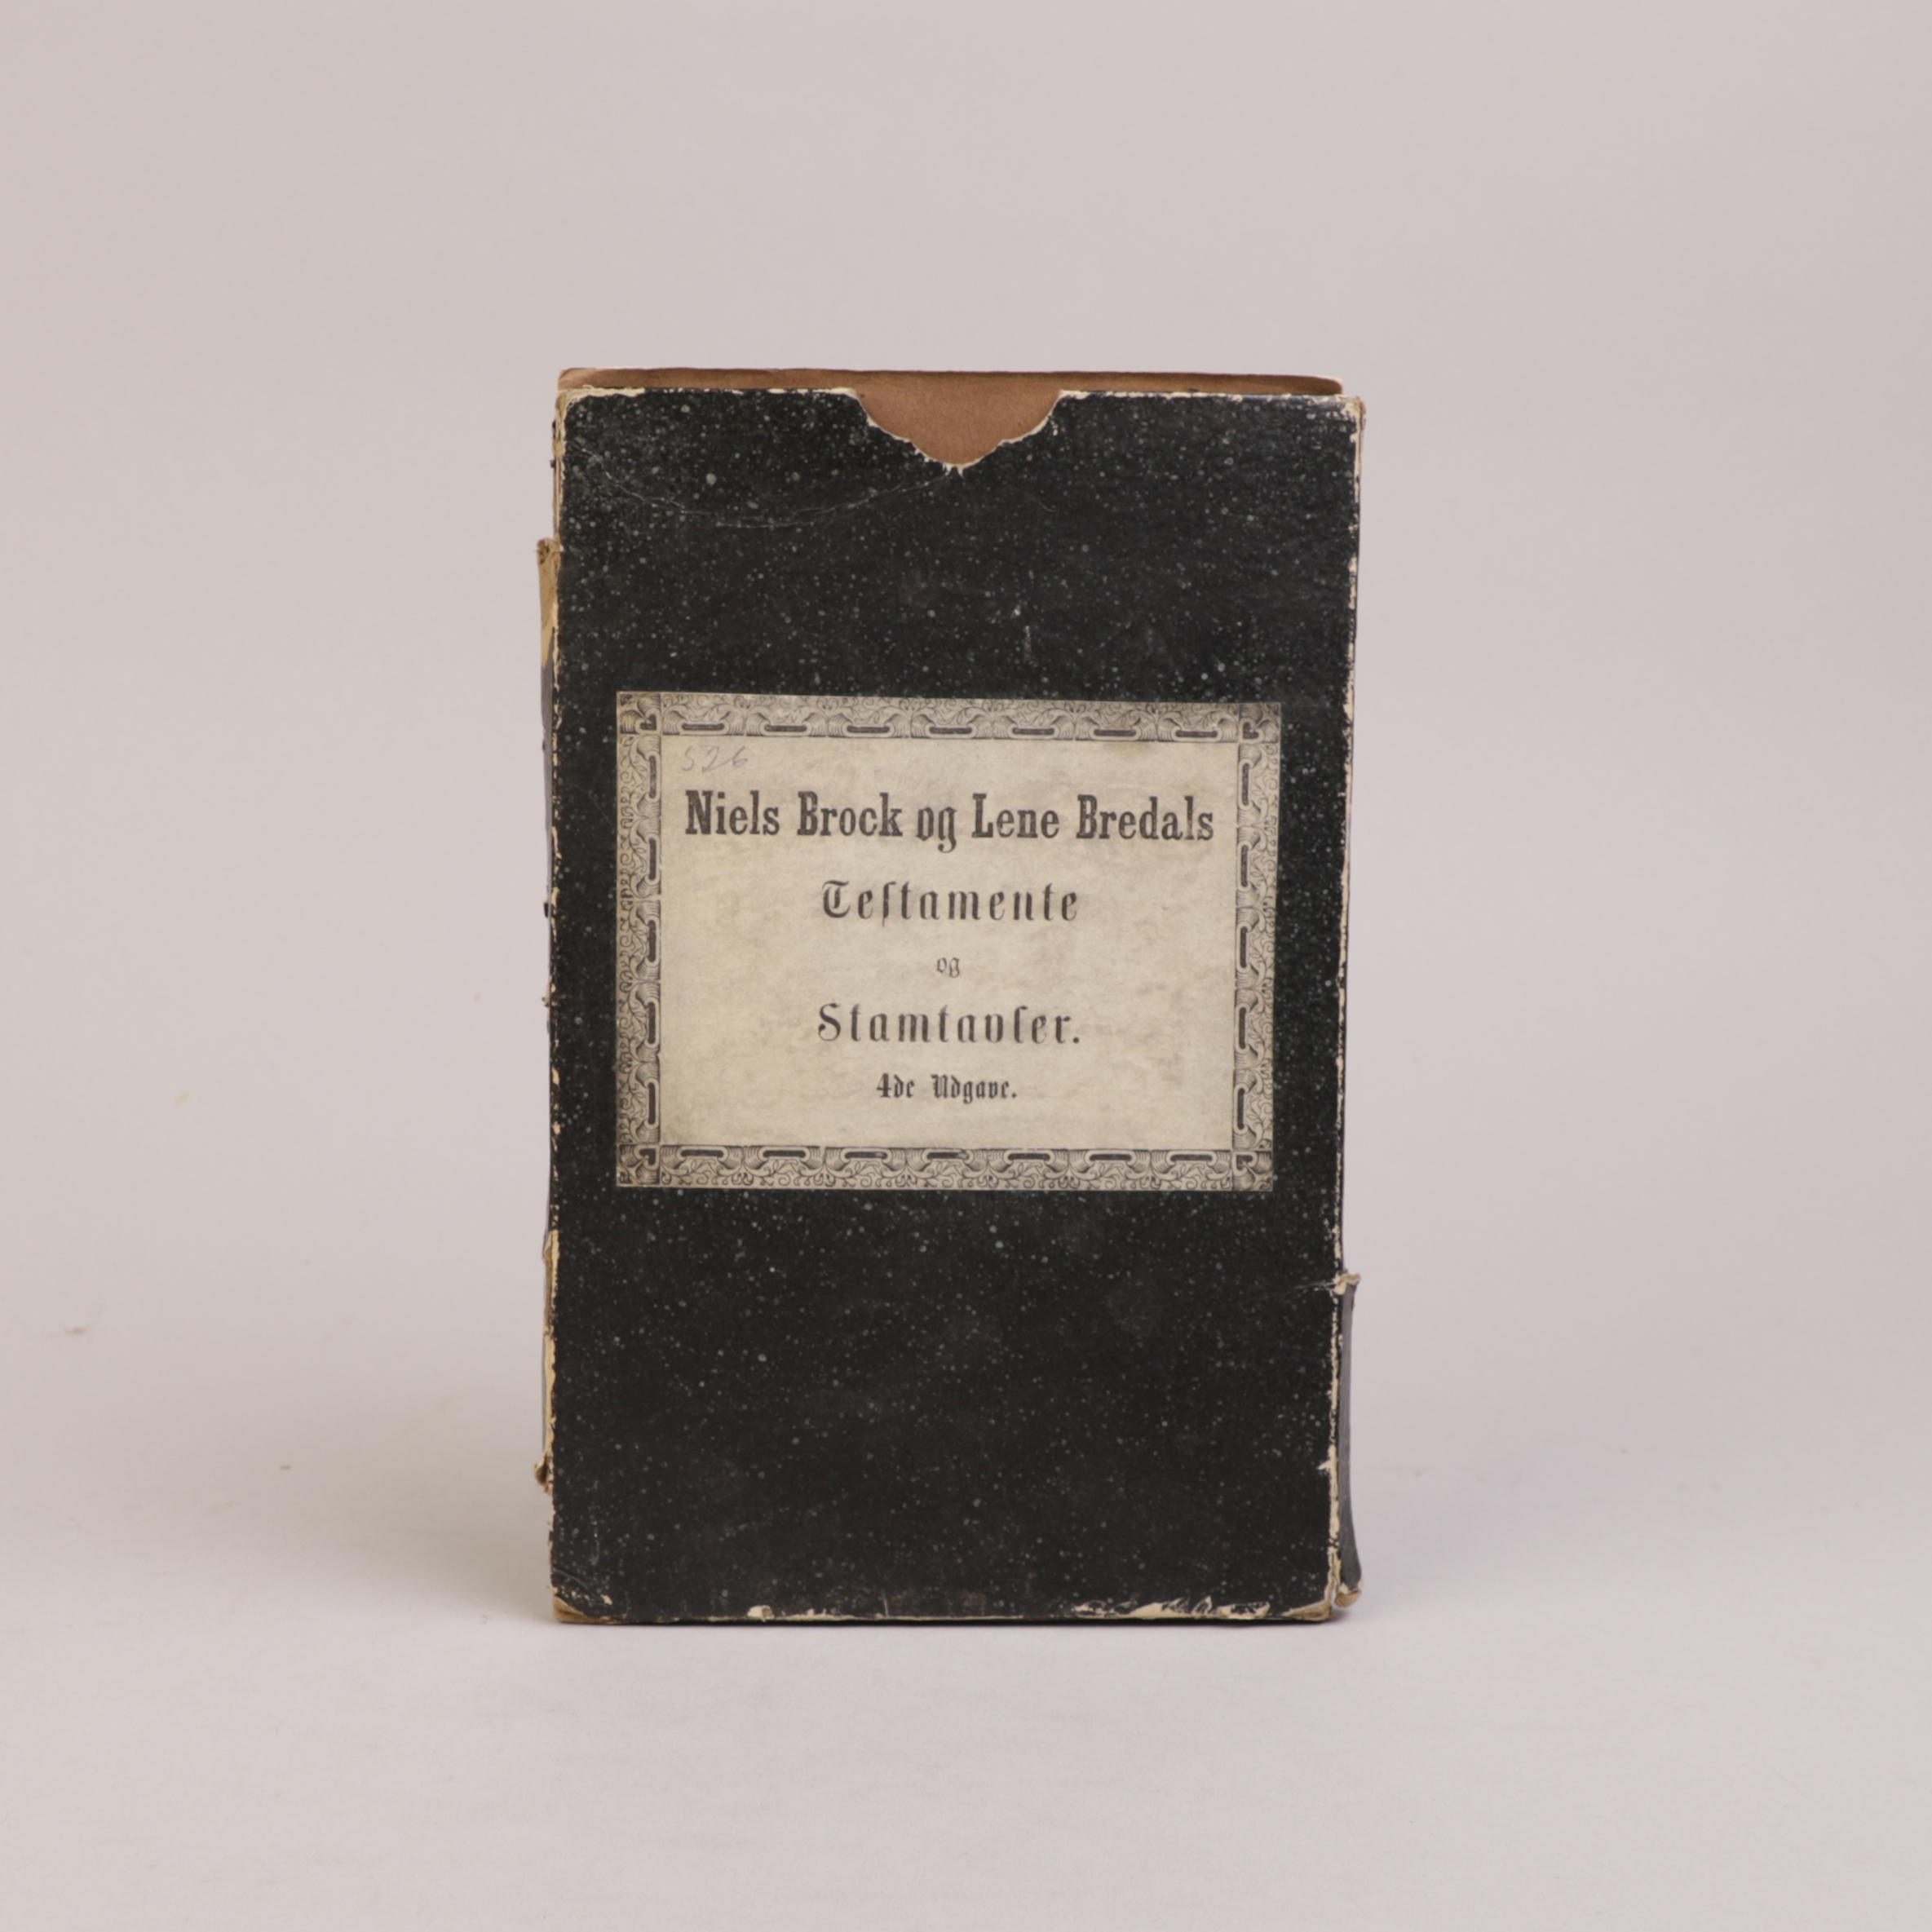 526
Niels Brock og Lene Bredals
Teſtamente
og
Stamtavler.
4de Udgave.